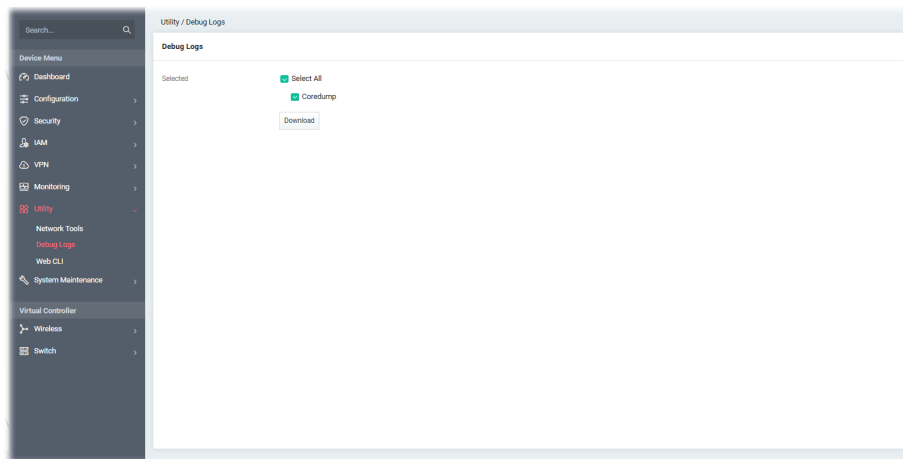 Search...
Device Menu
Dashboard
Configuration
Security
IAM
VPN
Monitoring
Utility
Network Tools
Debug Logs
Web CLI
System Maintenance
Virtual Controller
Wireless
Switch
Utility / Debug Logs
Debug Logs
Selected
Select All
Coredump
Download